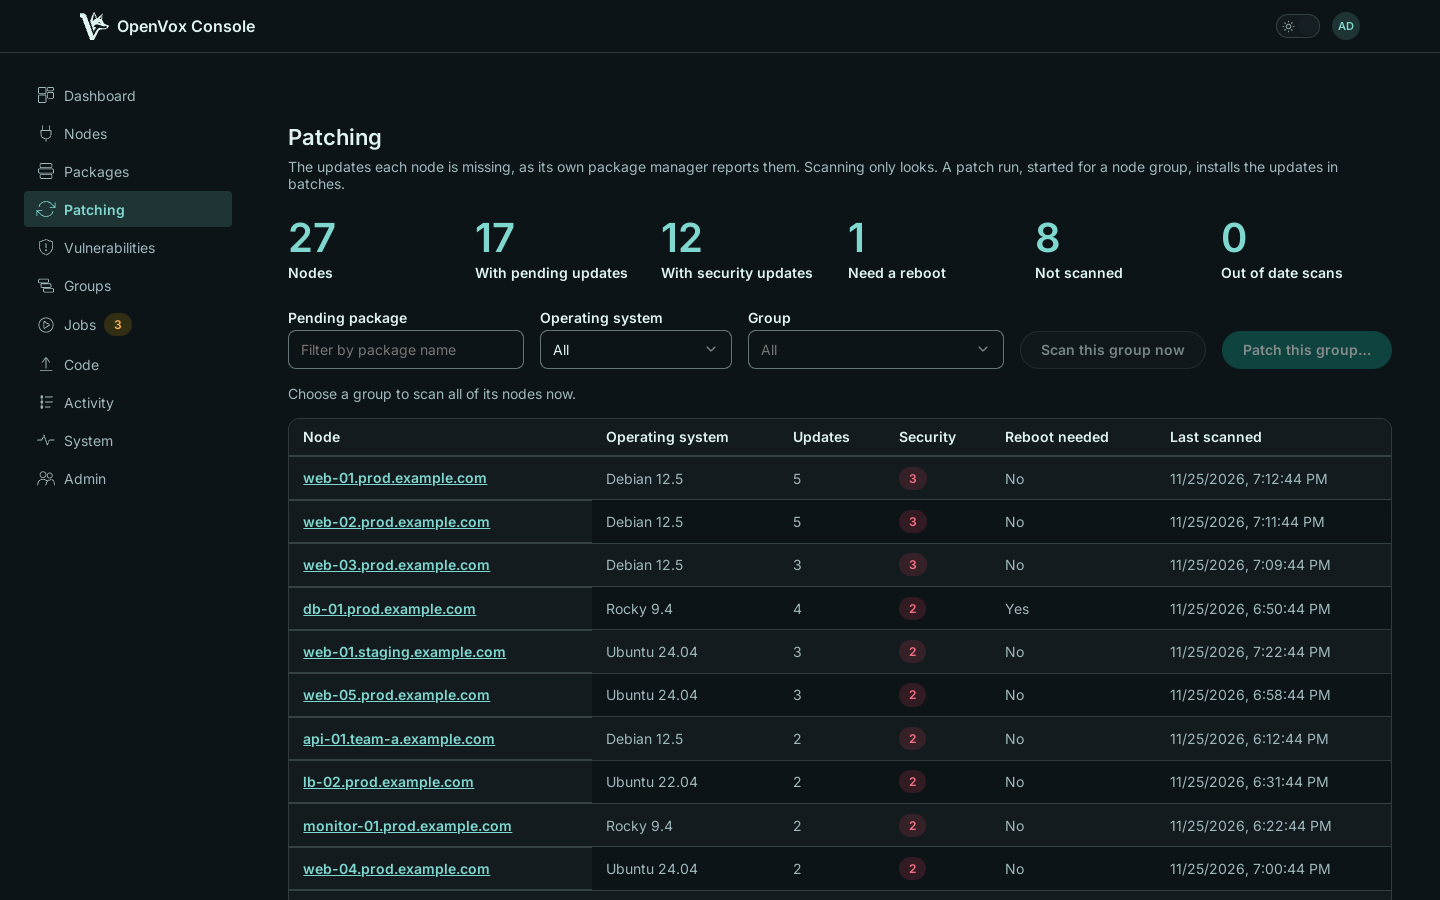 OpenVox Console
AD
Dashboard
Nodes
Packages
Patching
Vulnerabilities
Groups
Jobs 3
Code
Activity
System
Admin
Patching
The updates each node is missing, as its own package manager reports them. Scanning only looks. A patch run, started for a node group, installs the updates in
batches.
27 17 12 1 8 0
Nodes With pending updates With security updates Need a reboot Not scanned Out of date scans
Pending package Operating system Group
Filter by package name All All Scan this group now Patch this group...
Choose a group to scan all of its nodes now.
Node Operating system Updates Security Reboot needed Last scanned
web-01.prod.example.com Debian 12.5 5 3 No 11/25/2026, 7:12:44 PM
web-02.prod.example.com Debian 12.5 5 3 No 11/25/2026, 7:11:44 PM
web-03.prod.example.com Debian 12.5 3 3 No 11/25/2026, 7:09:44 PM
db-01.prod.example.com Rocky 9.4 4 2 Yes 11/25/2026, 6:50:44 PM
web-01.staging.example.com Ubuntu 24.04 3 2 No 11/25/2026, 7:22:44 PM
web-05.prod.example.com Ubuntu 24.04 3 2 No 11/25/2026, 6:58:44 PM
api-01.team-a.example.com Debian 12.5 2 2 No 11/25/2026, 6:12:44 PM
lb-02.prod.example.com Ubuntu 22.04 2 2 No 11/25/2026, 6:31:44 PM
monitor-01.prod.example.com Rocky 9.4 2 2 No 11/25/2026, 6:22:44 PM
web-04.prod.example.com Ubuntu 24.04 2 2 No 11/25/2026, 7:00:44 PM